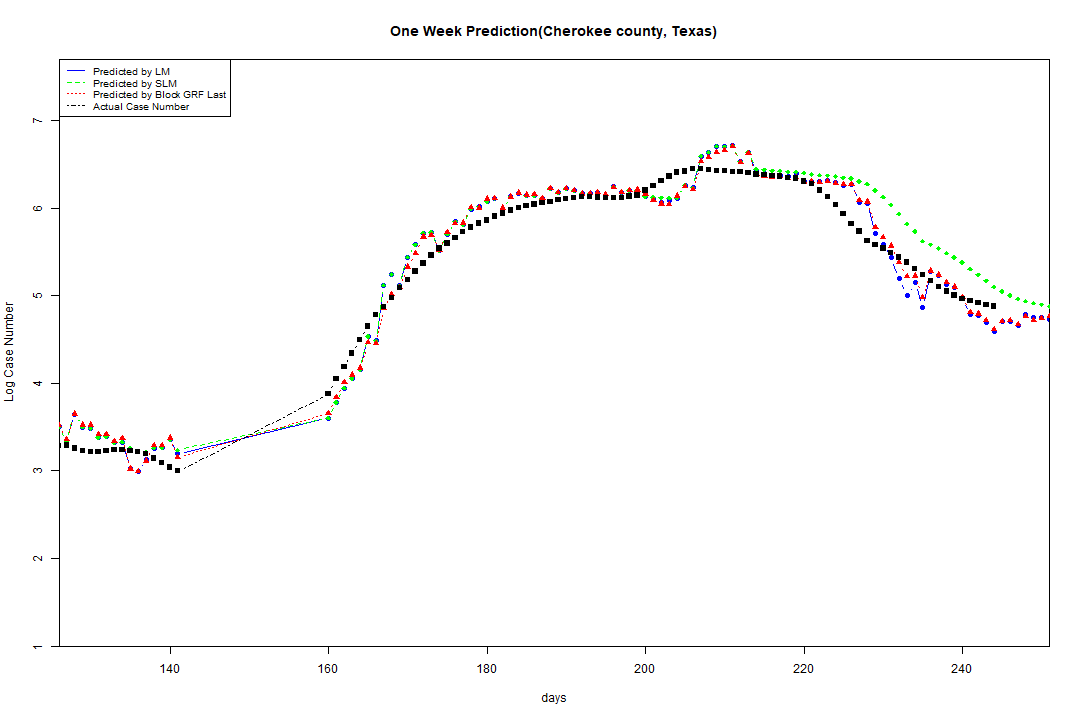 One Week Prediction(Cherokee county, Texas)
Predicted by LM
Predicted by SLM
Predicted by Block GRF Last
Actual Case Number
Log Case Number
7
6
5
4
3
2
1
140 160 180 200 220 240
days